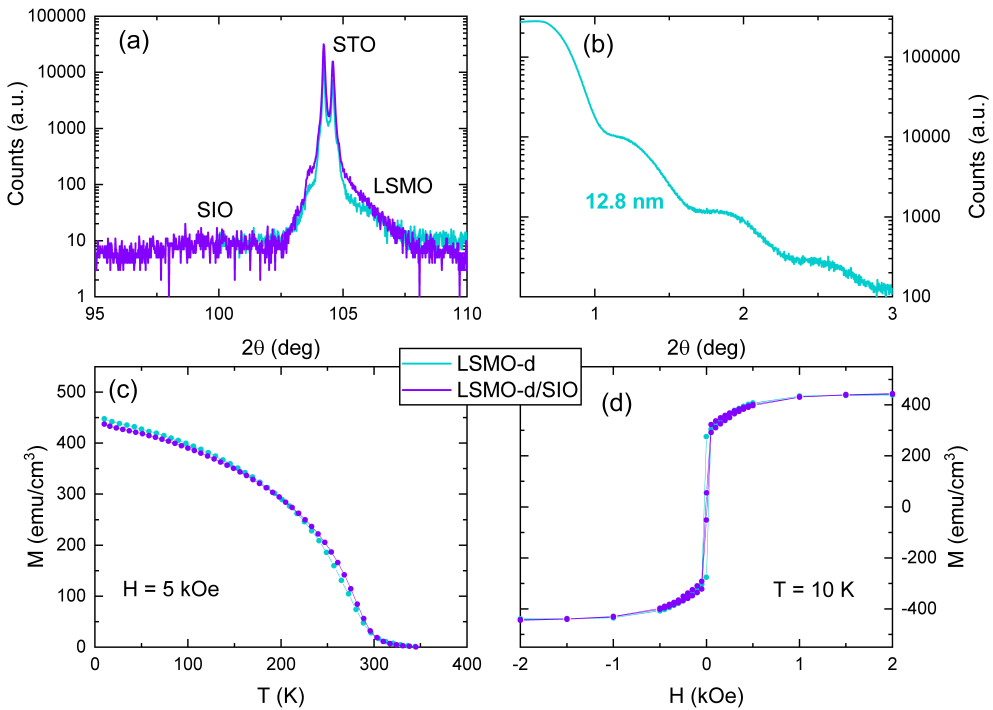 (a)
STO
LSMO
SIO
Counts (a.u.)
100000
10000
1000
100
10
1
95
100
105
110
2θ (deg)
(b)
12.8 nm
Counts (a.u.)
100000
10000
1000
100
1
2
3
2θ (deg)
LSMO-d
LSMO-d/SIO
(c)
H = 5 kOe
M (emu/cm³)
500
400
300
200
100
0
0
100
200
300
400
T (K)
(d)
T = 10 K
M (emu/cm³)
400
200
0
-200
-400
-2
-1
0
1
2
H (kOe)